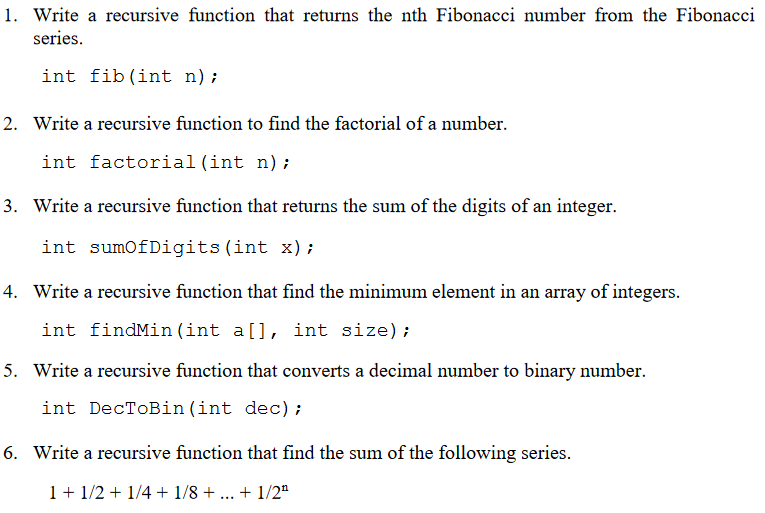 1. Write a recursive function that returns the nth Fibonacci number from the Fibonacci
series.
int fib(int n);
2. Write a recursive function to find the factorial of a number.
int factorial(int n);
3. Write a recursive function that returns the sum of the digits of an integer.
int sumOfDigits(int x);
4. Write a recursive function that find the minimum element in an array of integers.
int findMin(int a[], int size);
5. Write a recursive function that converts a decimal number to binary number.
int DecToBin(int dec);
6. Write a recursive function that find the sum of the following series.
1 + 1/2 + 1/4 + 1/8 + ... + 1/2ⁿ